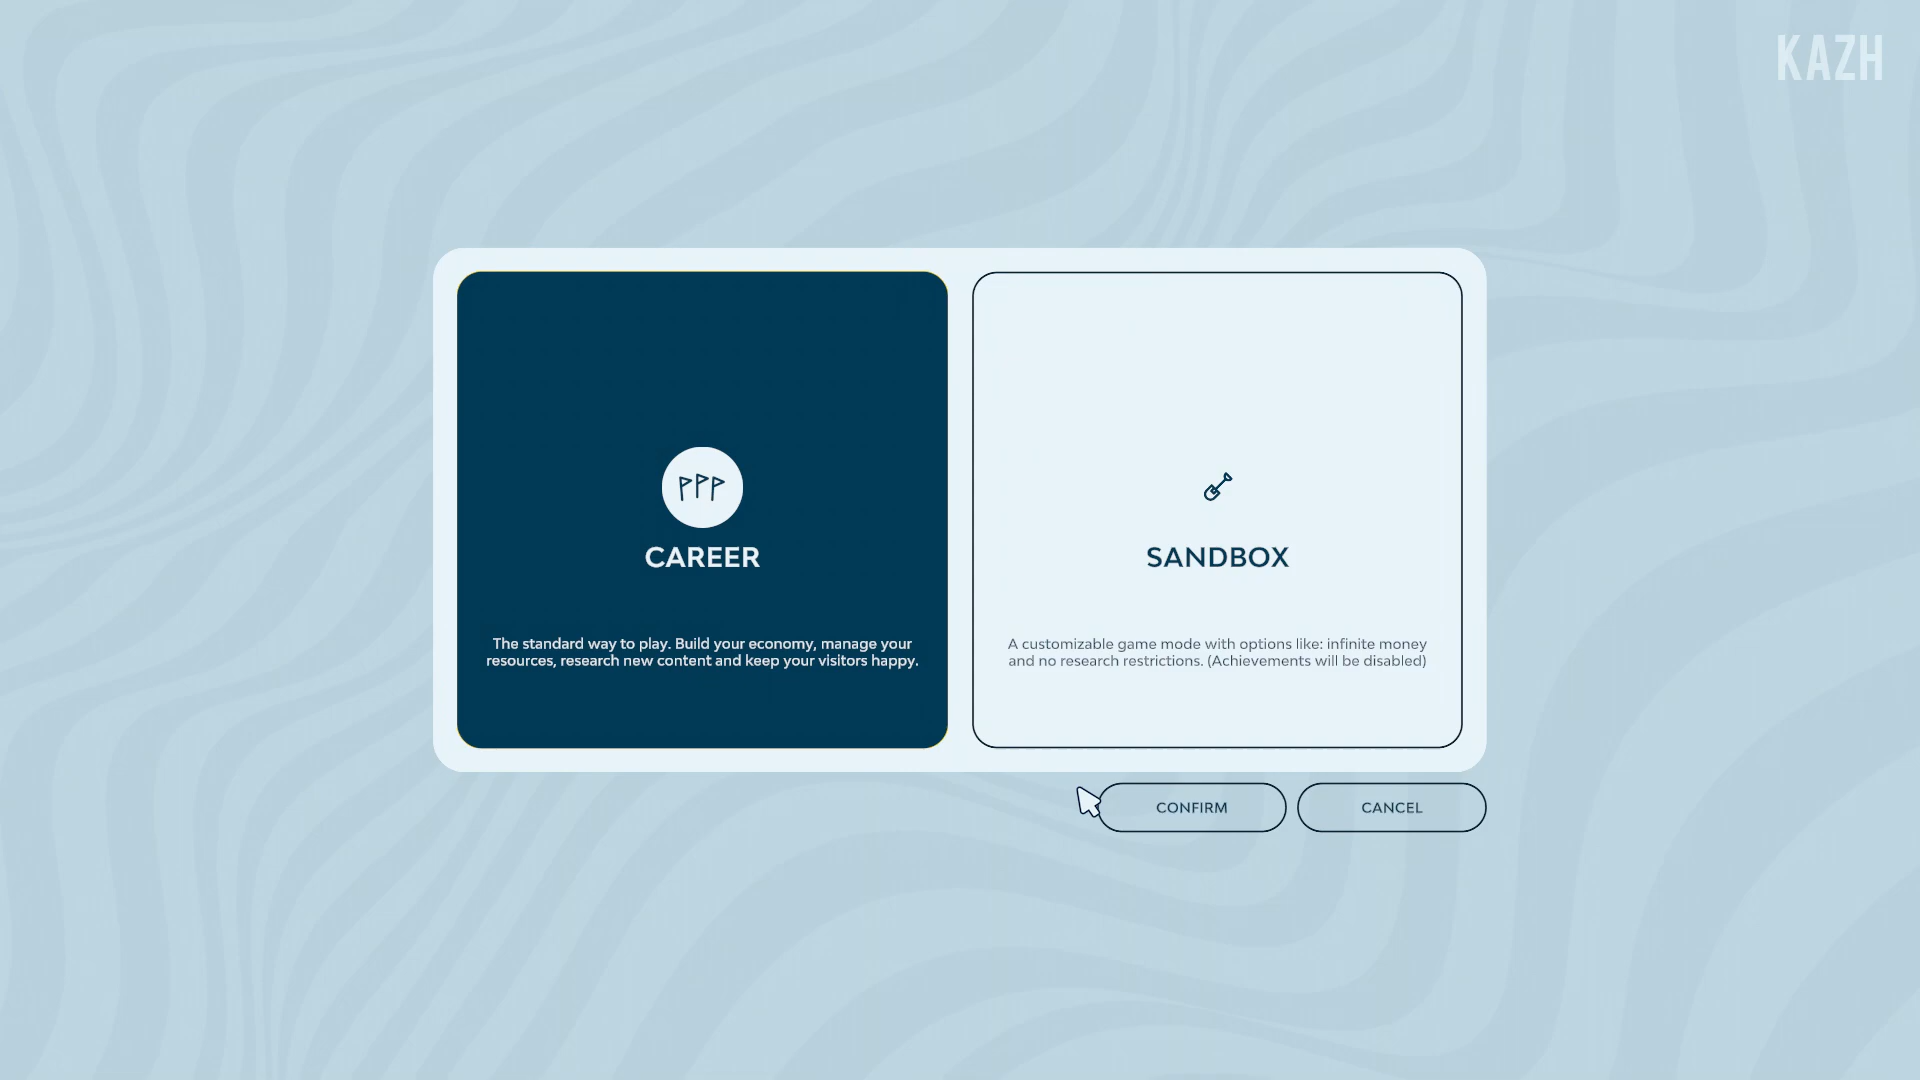 KAZH
CAREER
The standard way to play. Build your economy, manage your
resources, research new content and keep your visitors happy.
SANDBOX
A customizable game mode with options like: infinite money
and no research restrictions. (Achievements will be disabled)
CONFIRM
CANCEL